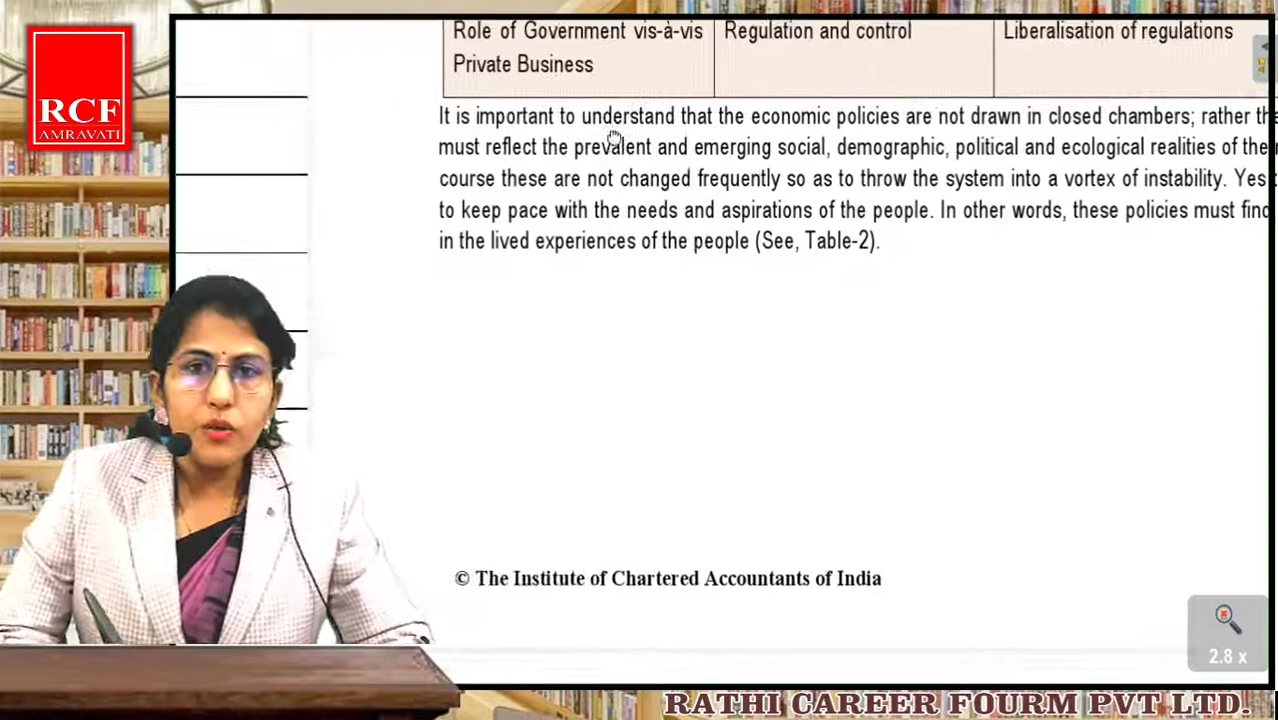 RCF
AMRAVATI
Role of Government vis-à-vis
Private Business
Regulation and control
Liberalisation of regulations
It is important to understand that the economic policies are not drawn in closed chambers; rather
must reflect the prevalent and emerging social, demographic, political and ecological realities of the
course these are not changed frequently so as to throw the system into a vortex of instability. Yes
to keep pace with the needs and aspirations of the people. In other words, these policies must find
in the lived experiences of the people (See, Table-2).
© The Institute of Chartered Accountants of India
2.8 x
RATHI CAREER FOURM PVT LTD.